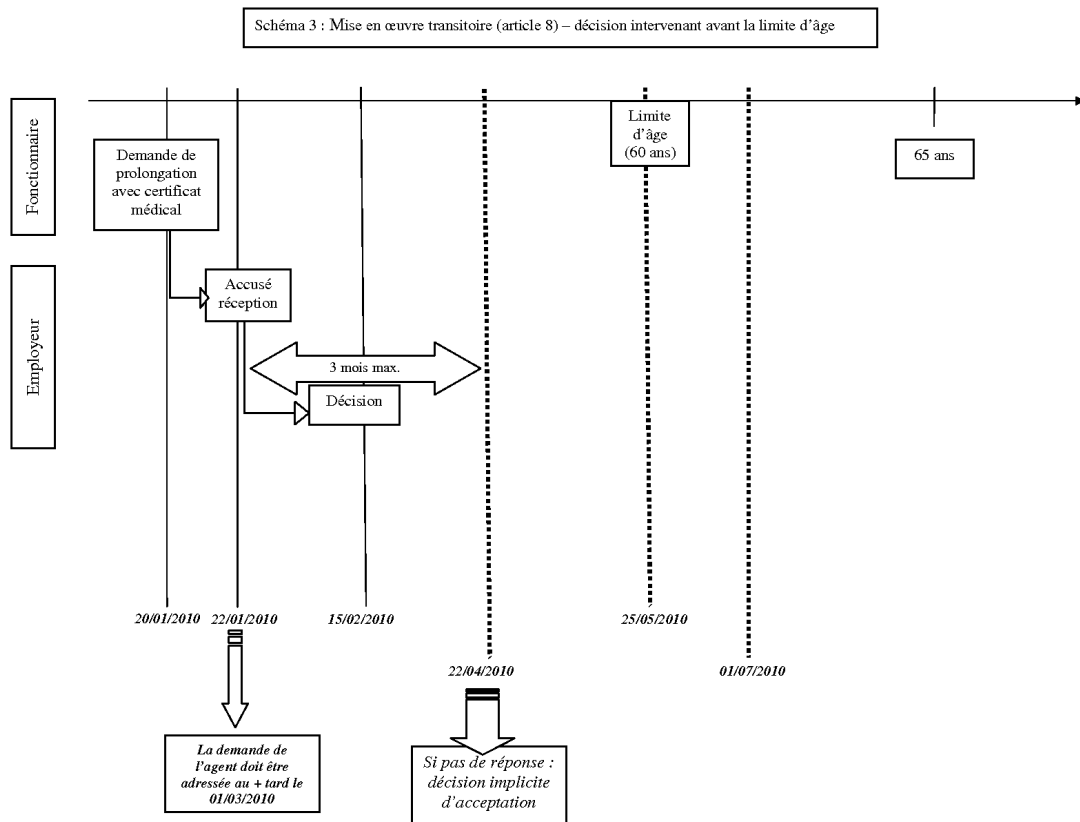 Schéma 3 : Mise en œuvre transitoire (article 8) – décision intervenant avant la limite d'âge
Fonctionnaire
Demande de
prolongation
avec certificat
médical
Limite
d'âge
(60 ans)
65 ans
Employeur
Accusé
réception
3 mois max.
Décision
20/01/2010
22/01/2010
15/02/2010
25/05/2010
22/04/2010
01/07/2010
La demande de
l'agent doit être
adressée au + tard le
01/03/2010
Si pas de réponse :
décision implicite
d'acceptation